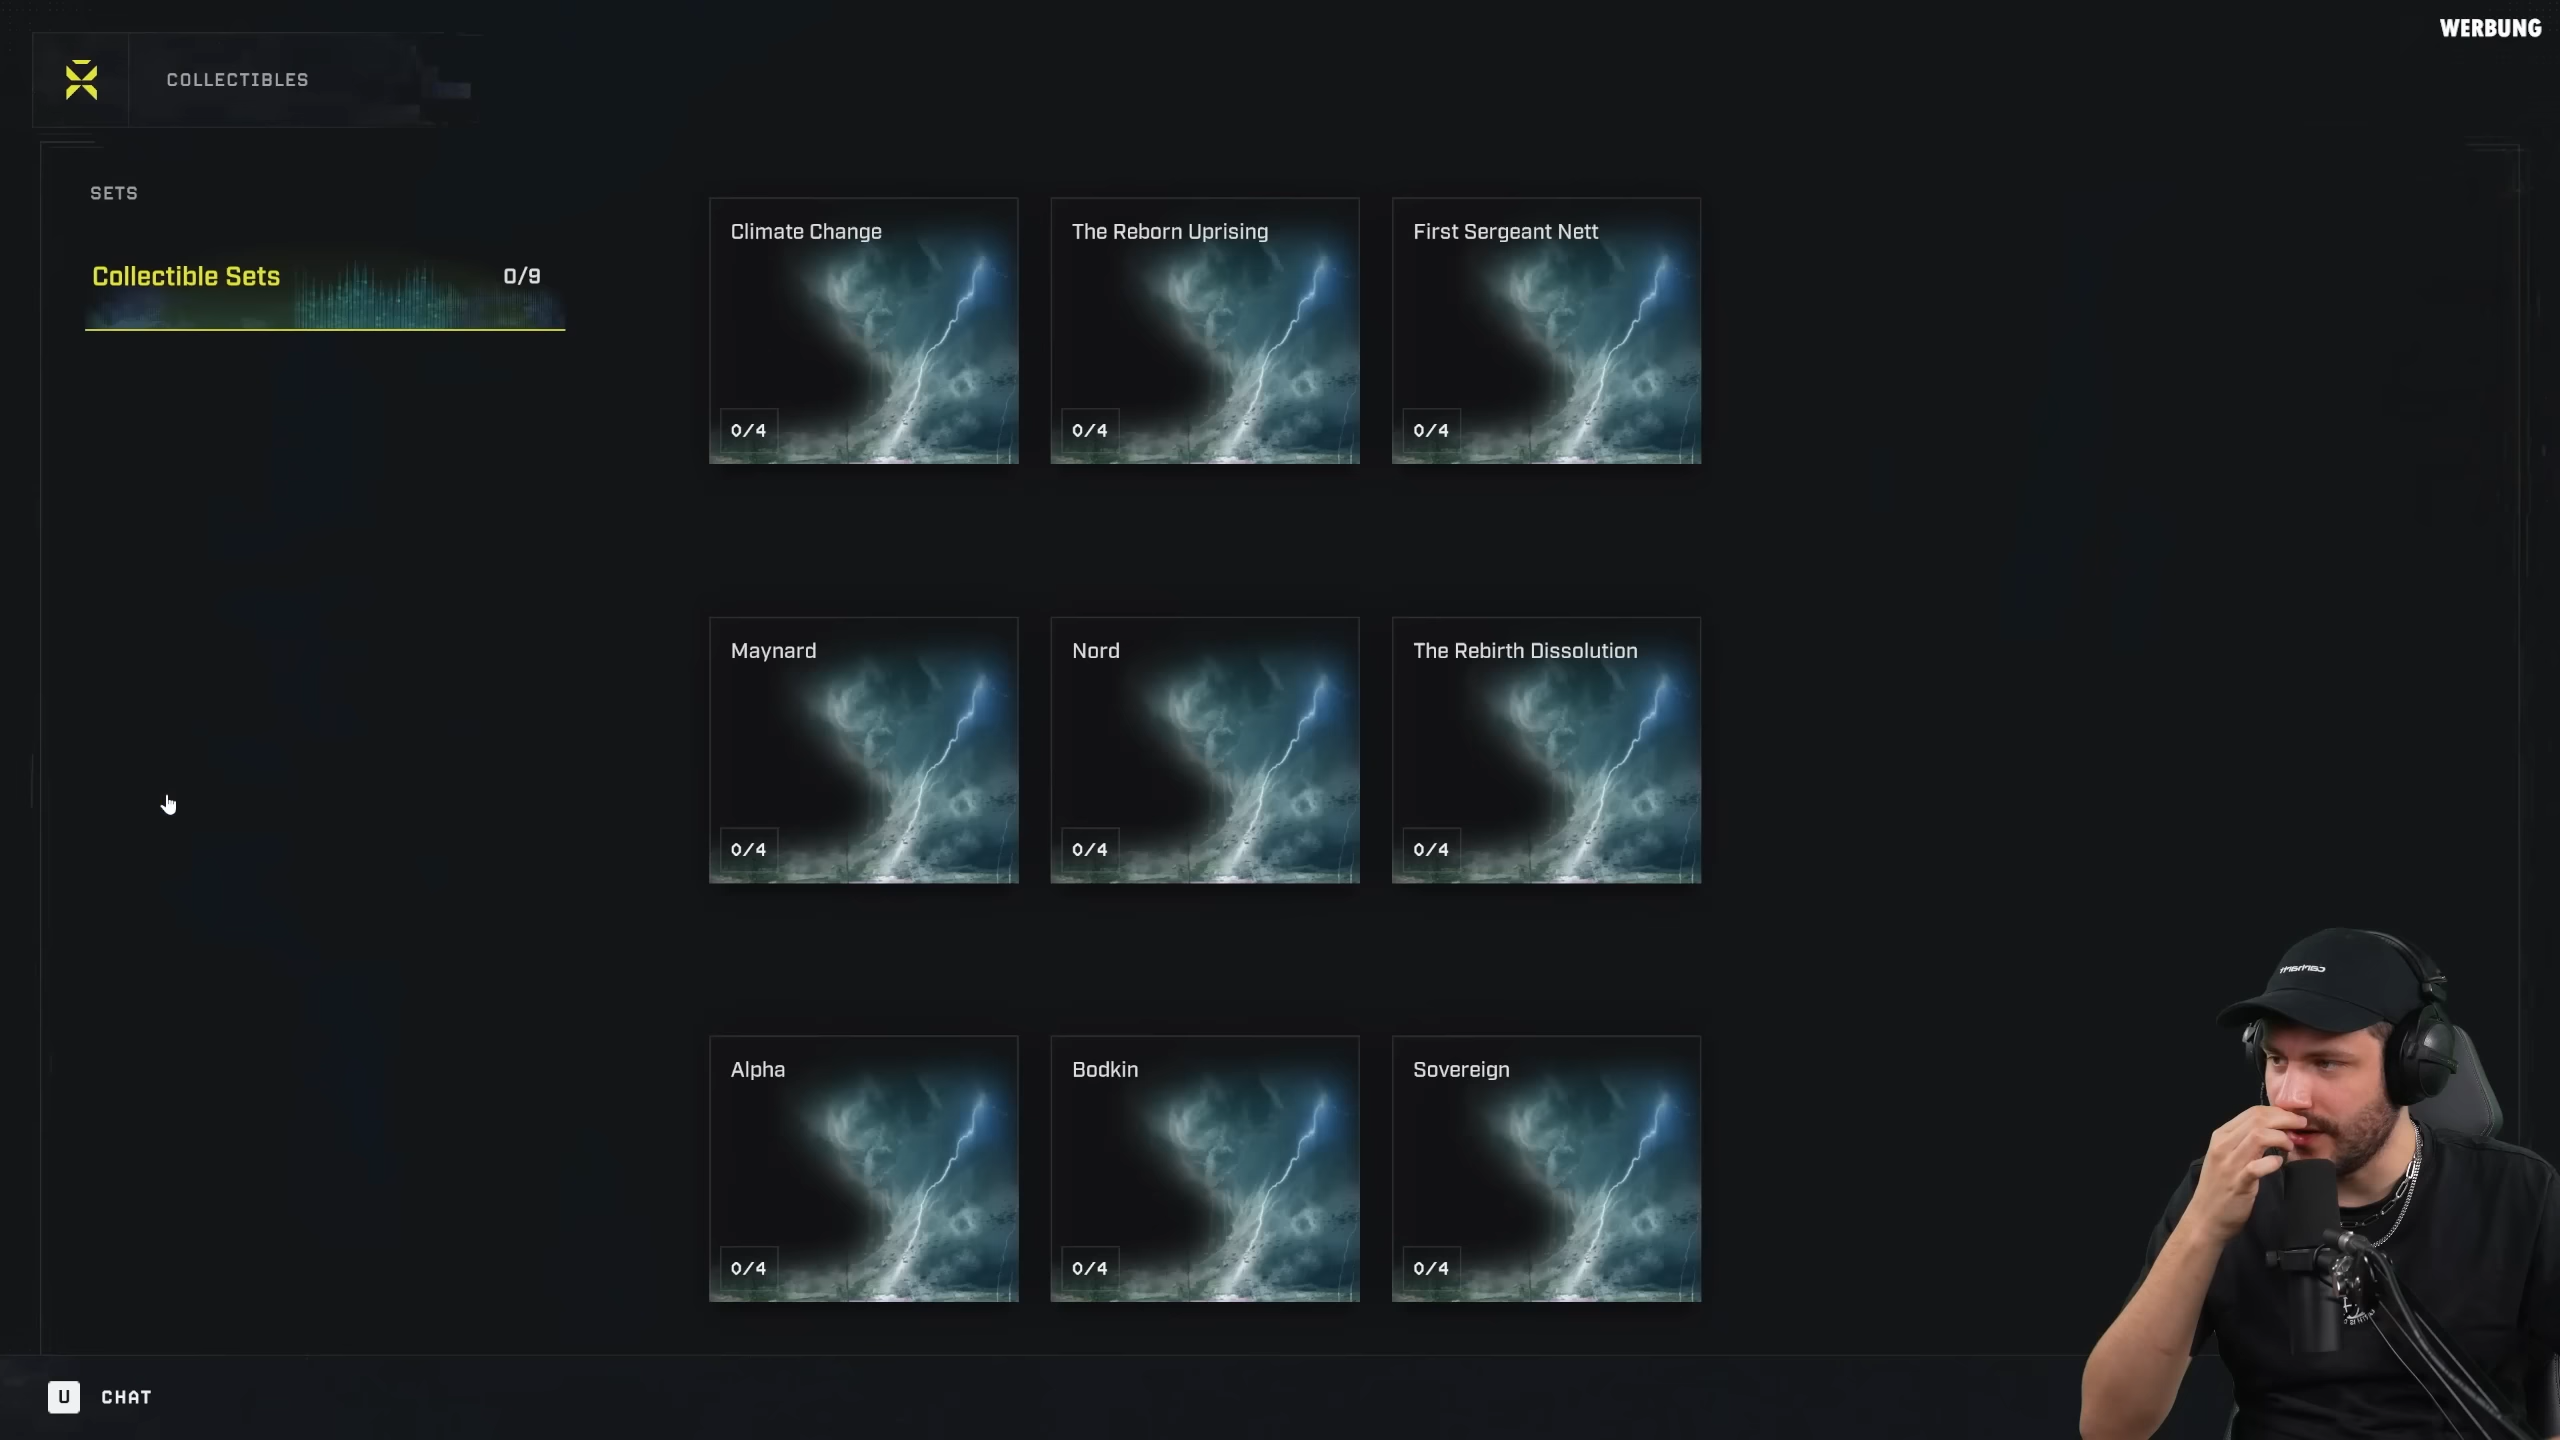 WERBUNG
COLLECTIBLES
SETS
Collectible Sets 0/9
Climate Change
0/4
The Reborn Uprising
0/4
First Sergeant Nett
0/4
Maynard
0/4
Nord
0/4
The Rebirth Dissolution
0/4
Alpha
0/4
Bodkin
0/4
Sovereign
0/4
U CHAT